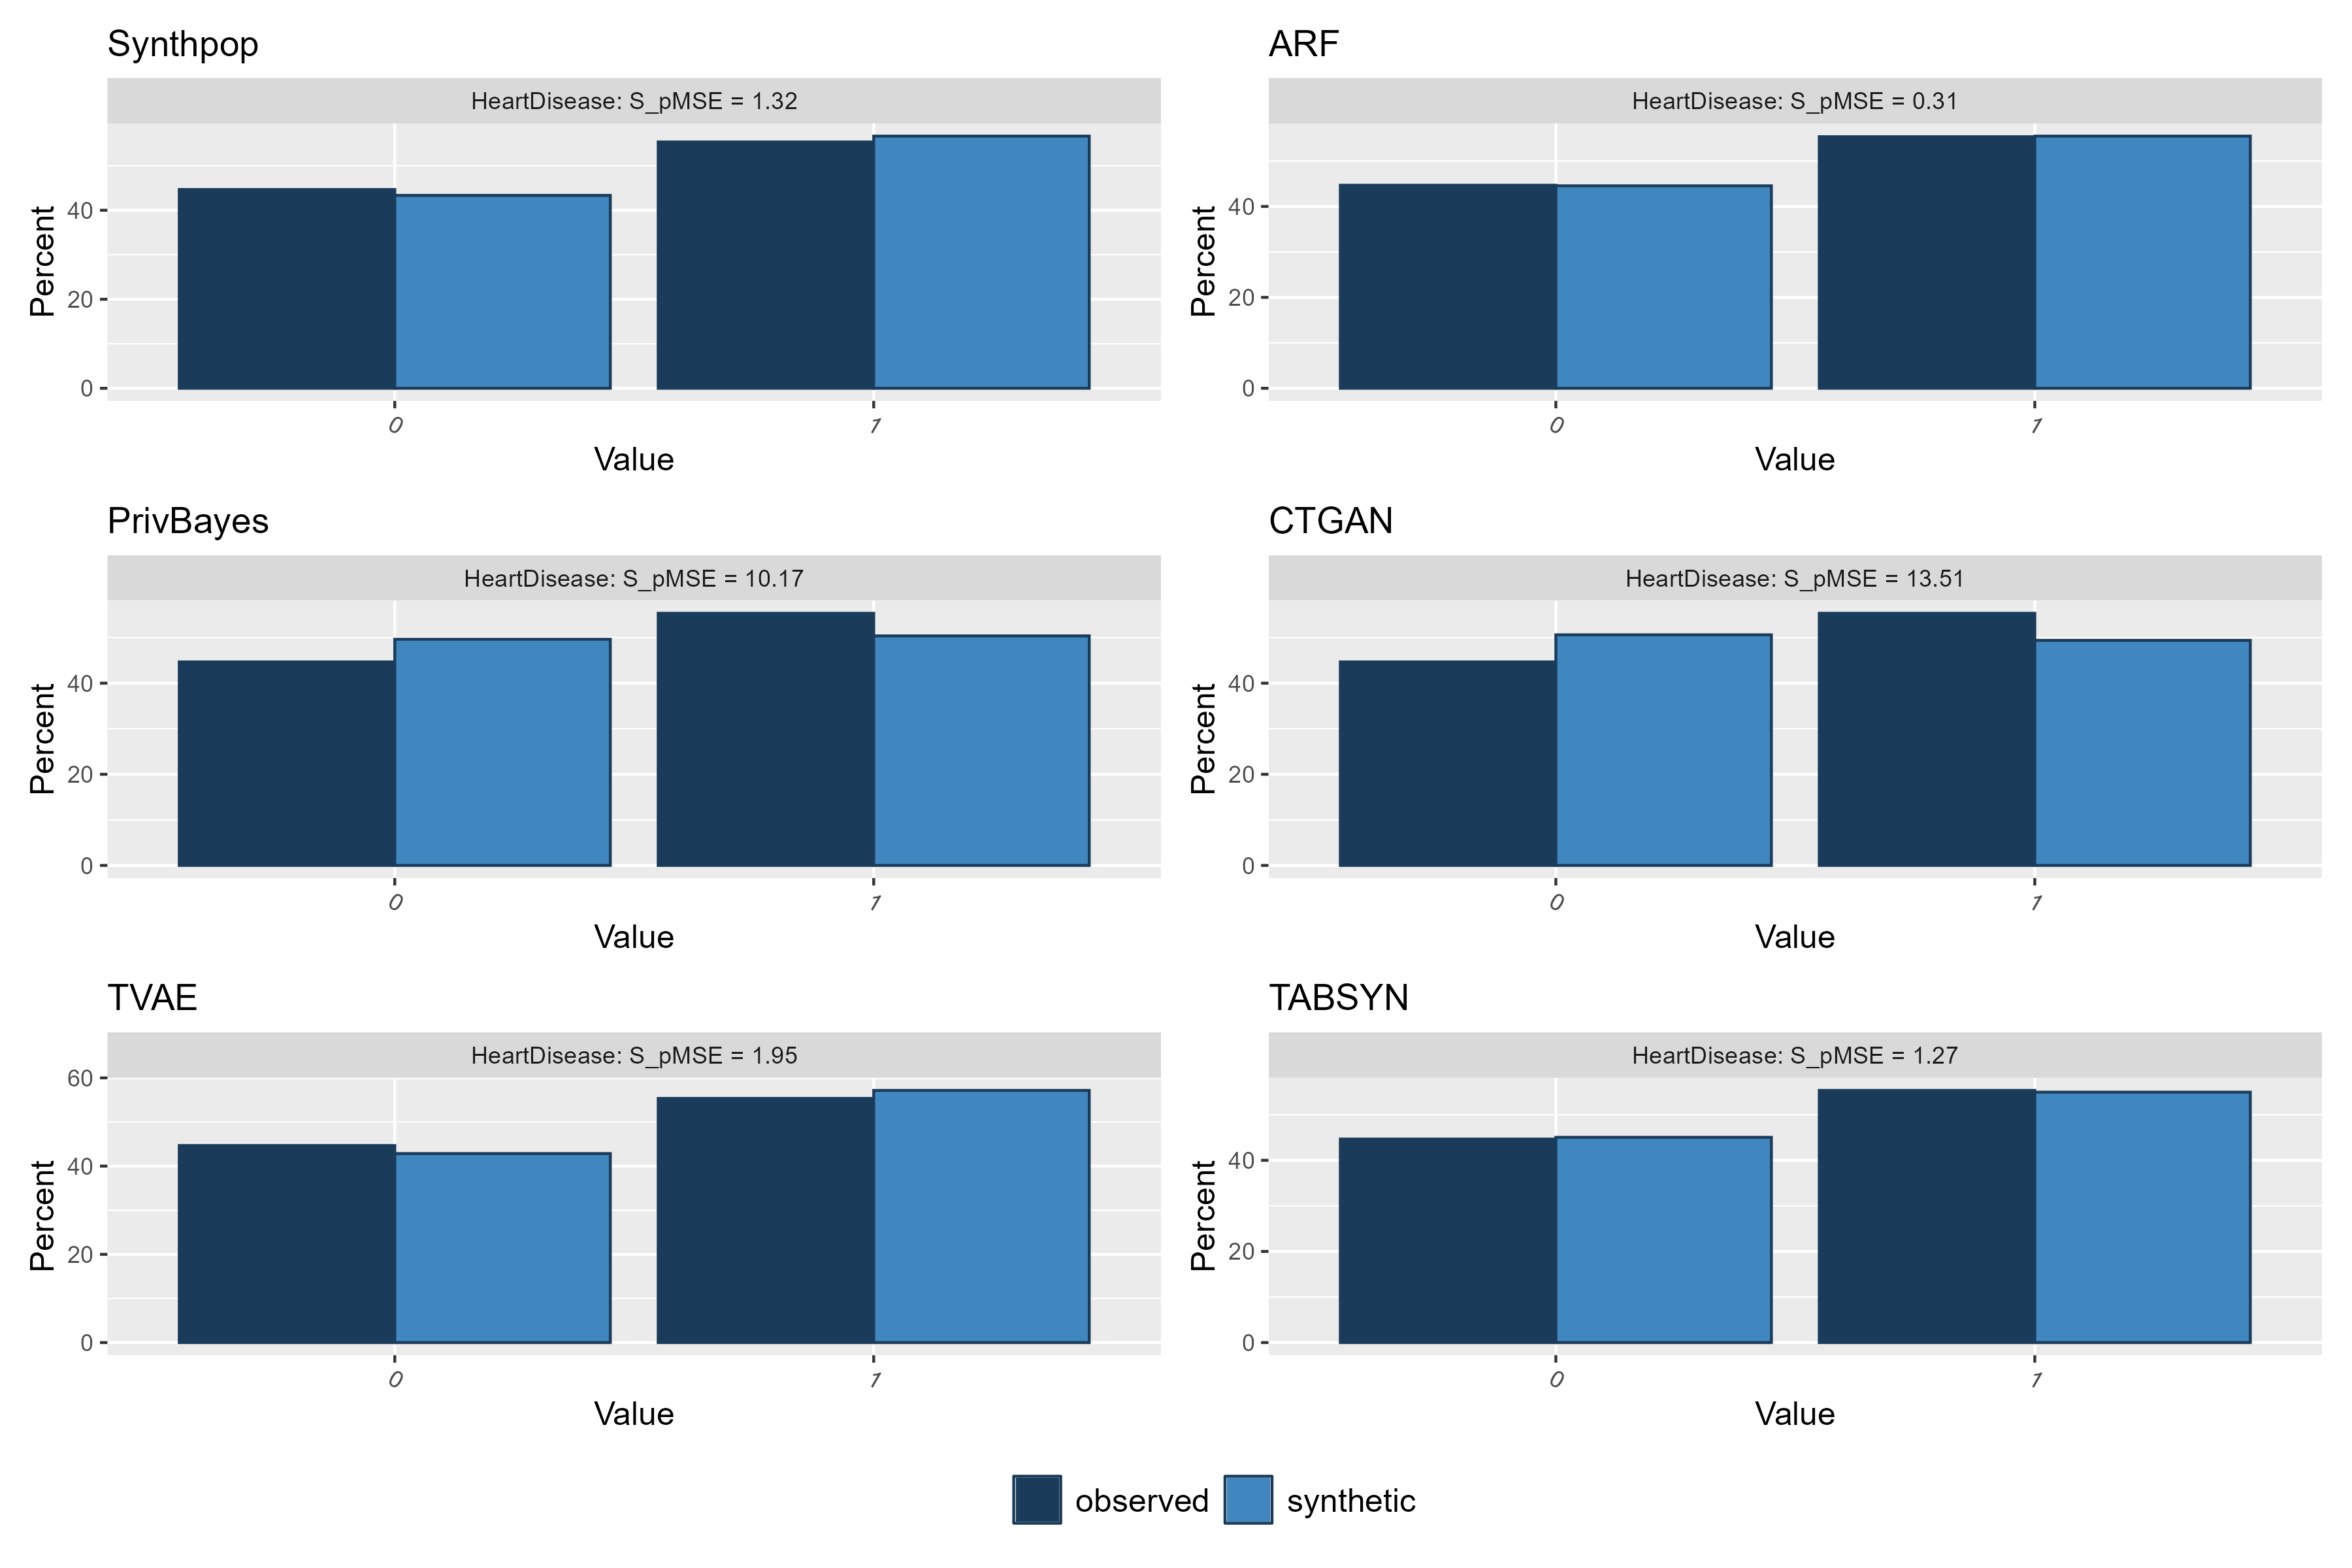 Synthpop
HeartDisease: S_pMSE = 1.32
40
20
0
Percent
0
1
Value
ARF
HeartDisease: S_pMSE = 0.31
40
20
0
Percent
0
1
Value
PrivBayes
HeartDisease: S_pMSE = 10.17
40
20
0
Percent
0
1
Value
CTGAN
HeartDisease: S_pMSE = 13.51
40
20
0
Percent
0
1
Value
TVAE
HeartDisease: S_pMSE = 1.95
60
40
20
0
Percent
0
1
Value
TABSYN
HeartDisease: S_pMSE = 1.27
40
20
0
Percent
0
1
Value
observed
synthetic